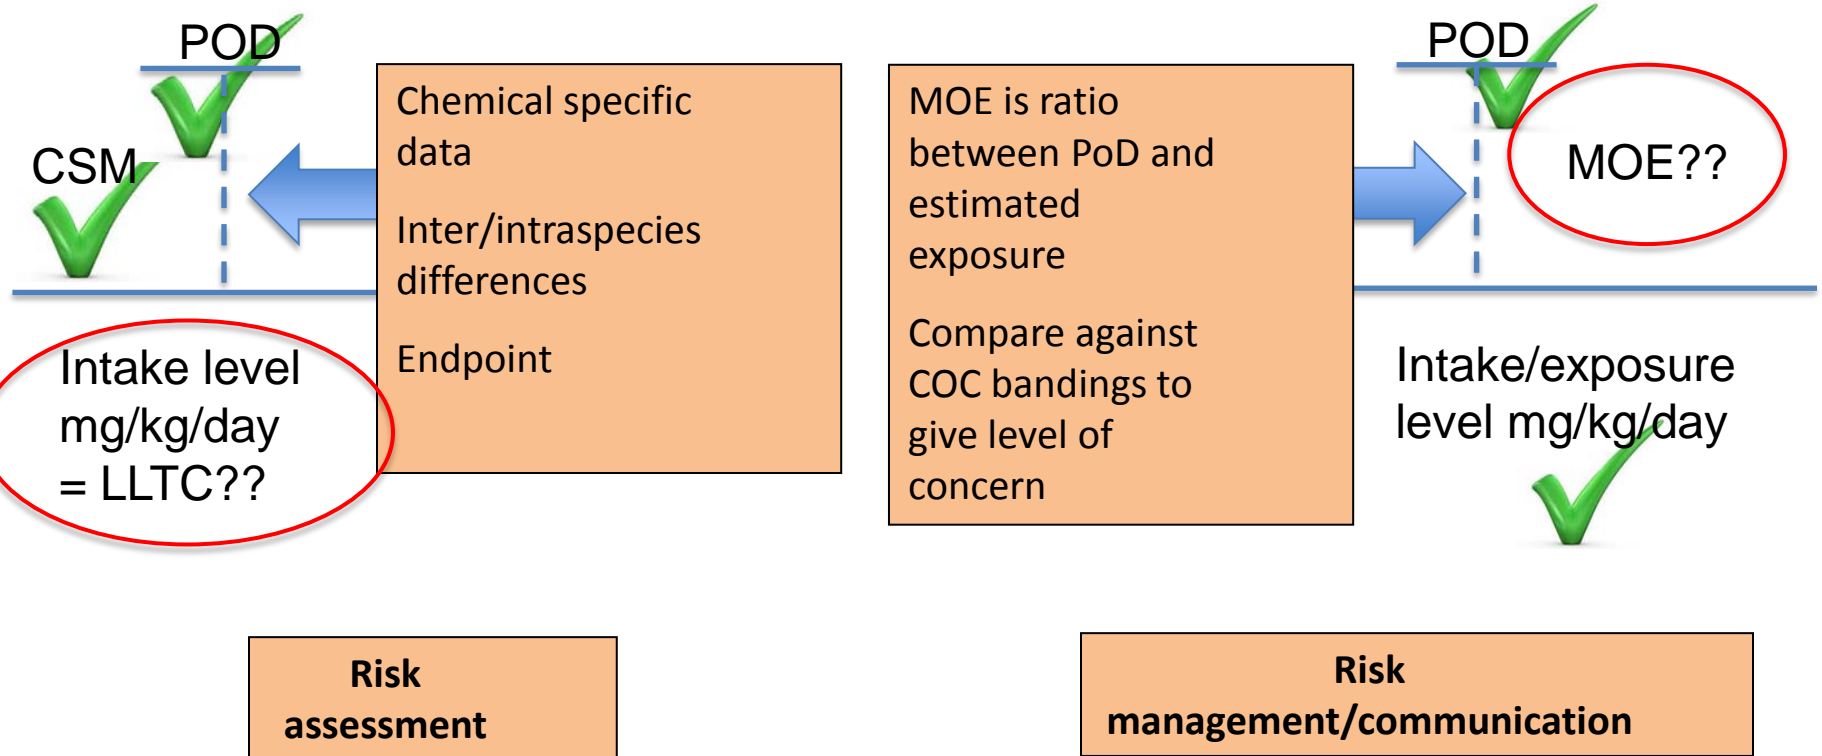 POD
CSM
Chemical specific
data
Inter/intraspecies
differences
Endpoint
Intake level
mg/kg/day
= LLTC??
MOE is ratio
between PoD and
estimated
exposure
Compare against
COC bandings to
give level of
concern
POD
MOE??
Intake/exposure
level mg/kg/day
Risk
assessment
Risk
management/communication